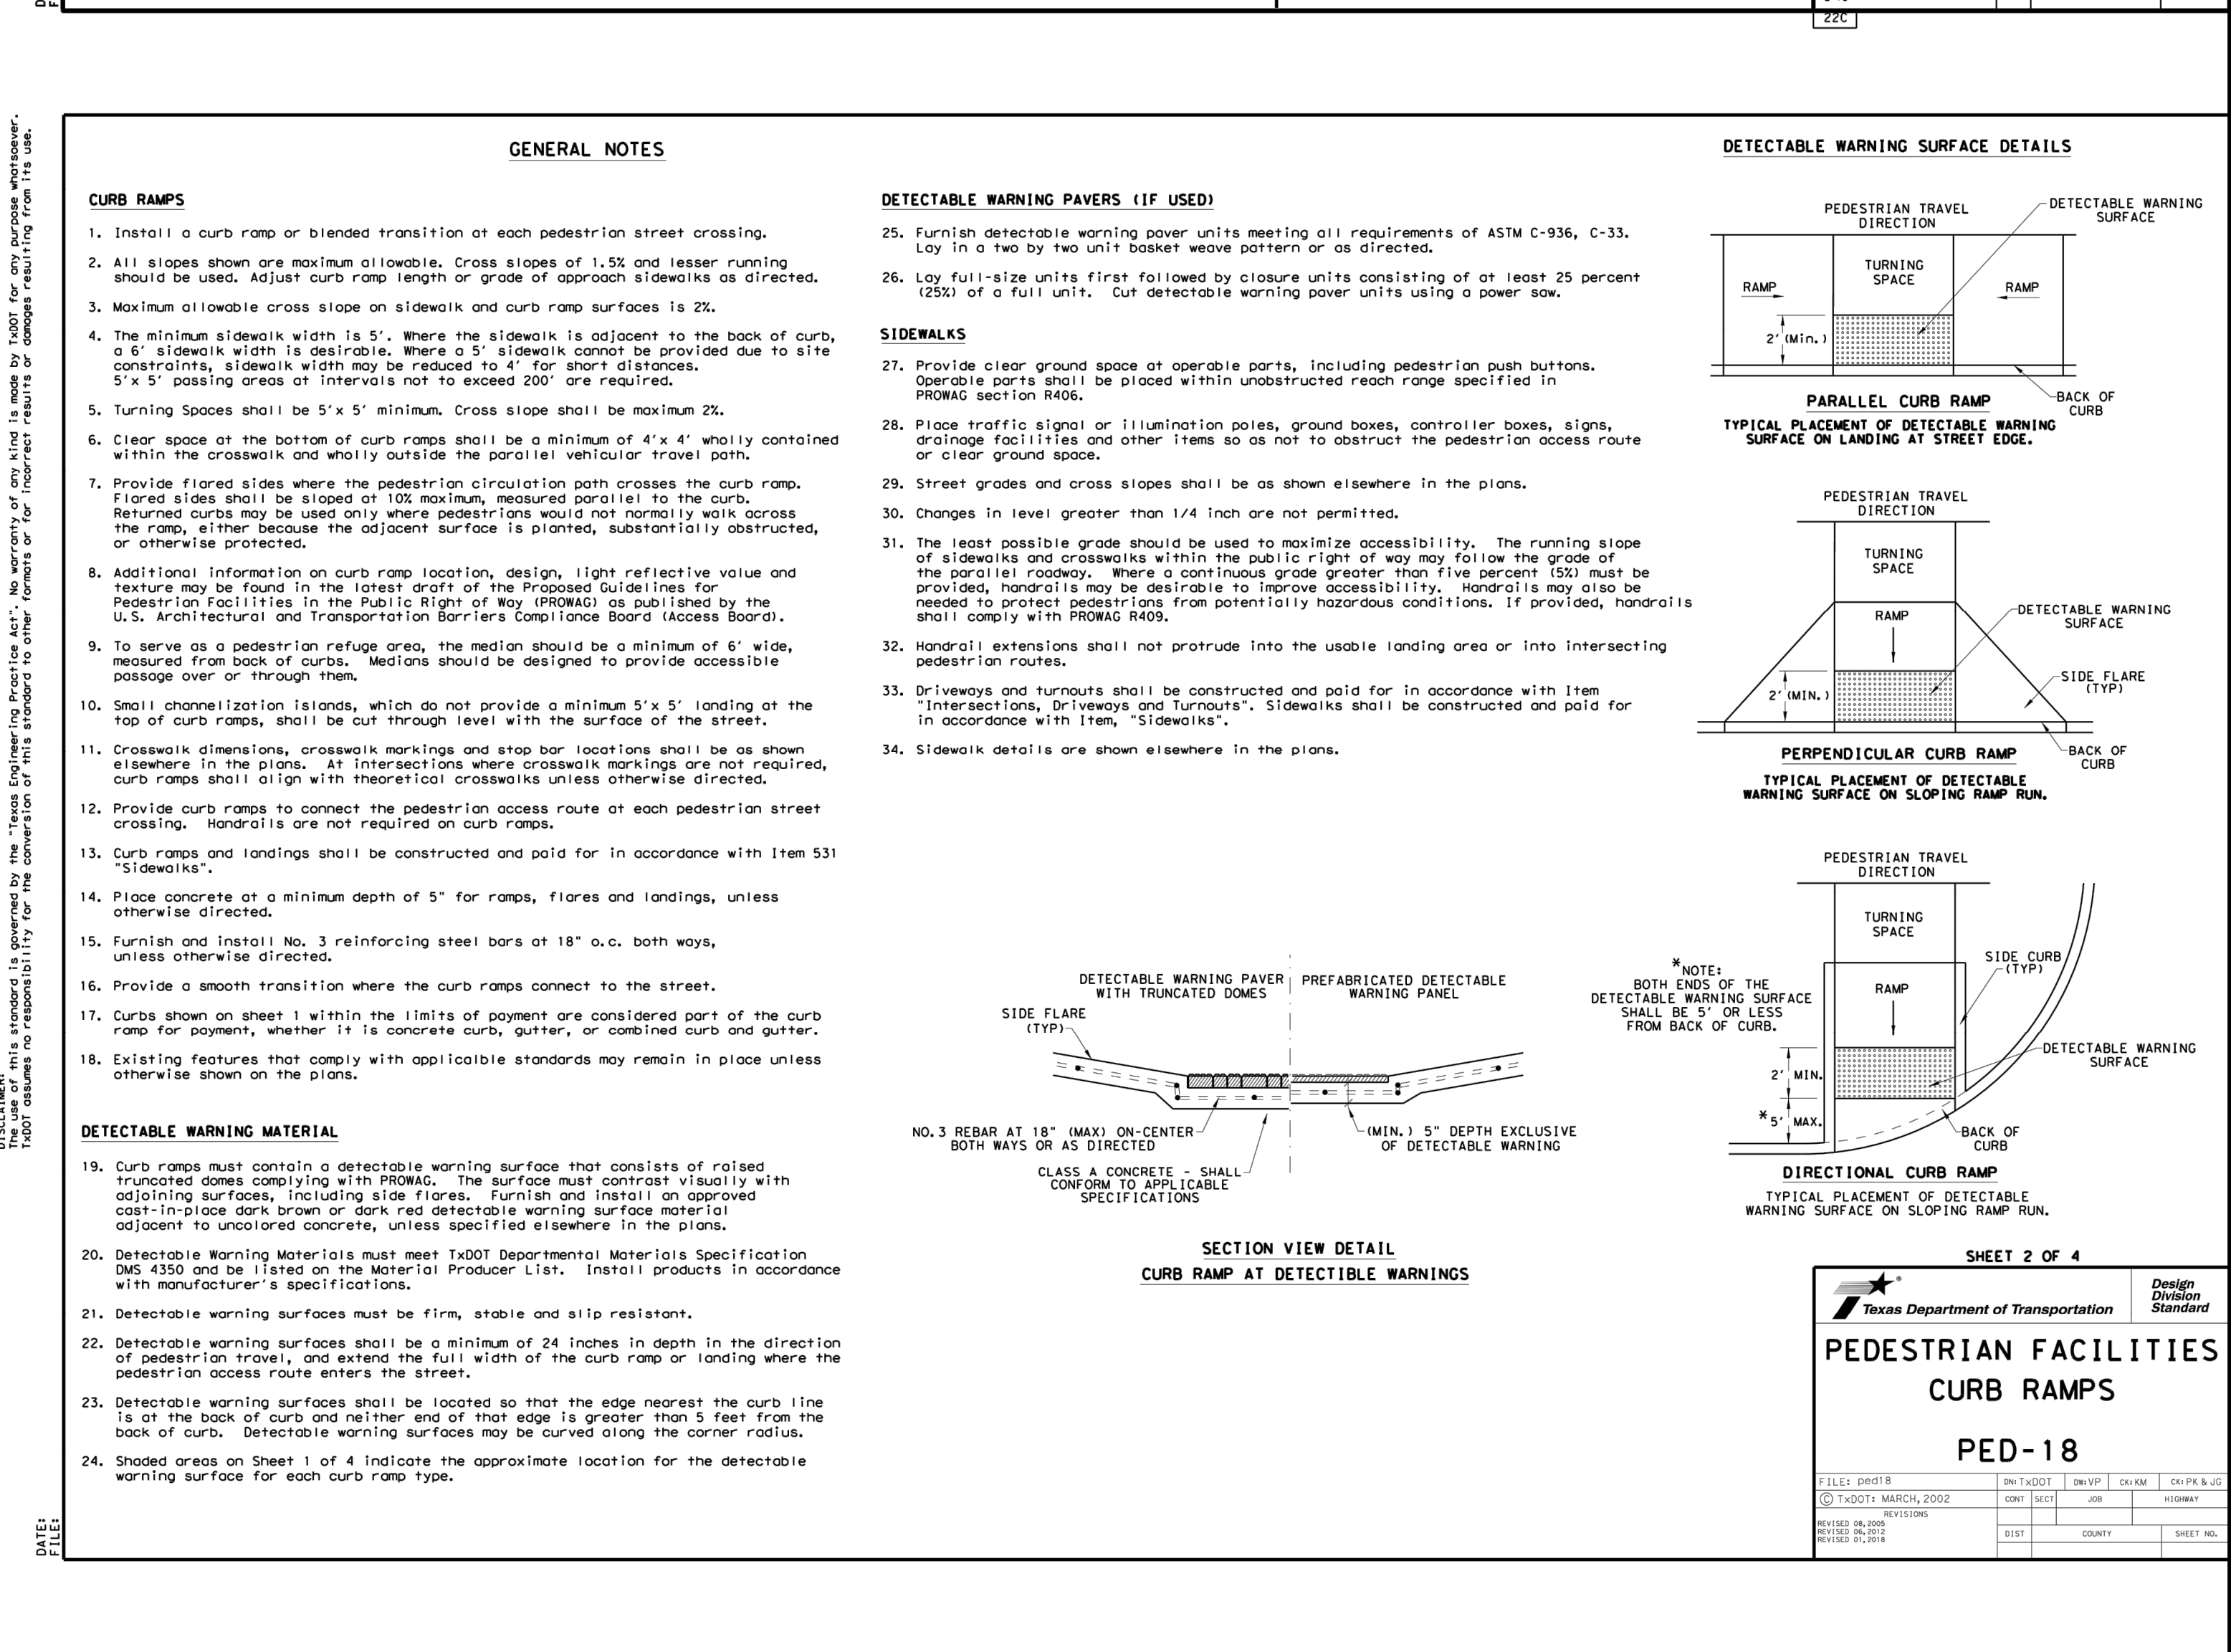 22C
DISCLAIMER:
The use of this standard is governed by the "Texas Engineering Practice Act". No warranty of any kind is made by TxDOT for any purpose whatsoever.
TxDOT assumes no responsibility for the conversion of this standard to other formats or for incorrect results or damages resulting from its use.
DATE:
FILE:
GENERAL NOTES
CURB RAMPS
1. Install a curb ramp or blended transition at each pedestrian street crossing.
2. All slopes shown are maximum allowable. Cross slopes of 1.5% and lesser running
should be used. Adjust curb ramp length or grade of approach sidewalks as directed.
3. Maximum allowable cross slope on sidewalk and curb ramp surfaces is 2%.
4. The minimum sidewalk width is 5'. Where the sidewalk is adjacent to the back of curb,
a 6' sidewalk width is desirable. Where a 5' sidewalk cannot be provided due to site
constraints, sidewalk width may be reduced to 4' for short distances.
5'x 5' passing areas at intervals not to exceed 200' are required.
5. Turning Spaces shall be 5'x 5' minimum. Cross slope shall be maximum 2%.
6. Clear space at the bottom of curb ramps shall be a minimum of 4'x 4' wholly contained
within the crosswalk and wholly outside the parallel vehicular travel path.
7. Provide flared sides where the pedestrian circulation path crosses the curb ramp.
Flared sides shall be sloped at 10% maximum, measured parallel to the curb.
Returned curbs may be used only where pedestrians would not normally walk across
the ramp, either because the adjacent surface is planted, substantially obstructed,
or otherwise protected.
8. Additional information on curb ramp location, design, light reflective value and
texture may be found in the latest draft of the Proposed Guidelines for
Pedestrian Facilities in the Public Right of Way (PROWAG) as published by the
U.S. Architectural and Transportation Barriers Compliance Board (Access Board).
9. To serve as a pedestrian refuge area, the median should be a minimum of 6' wide,
measured from back of curbs. Medians should be designed to provide accessible
passage over or through them.
10. Small channelization islands, which do not provide a minimum 5'x 5' landing at the
top of curb ramps, shall be cut through level with the surface of the street.
11. Crosswalk dimensions, crosswalk markings and stop bar locations shall be as shown
elsewhere in the plans. At intersections where crosswalk markings are not required,
curb ramps shall align with theoretical crosswalks unless otherwise directed.
12. Provide curb ramps to connect the pedestrian access route at each pedestrian street
crossing. Handrails are not required on curb ramps.
13. Curb ramps and landings shall be constructed and paid for in accordance with Item 531
"Sidewalks".
14. Place concrete at a minimum depth of 5" for ramps, flares and landings, unless
otherwise directed.
15. Furnish and install No. 3 reinforcing steel bars at 18" o.c. both ways,
unless otherwise directed.
16. Provide a smooth transition where the curb ramps connect to the street.
17. Curbs shown on sheet 1 within the limits of payment are considered part of the curb
ramp for payment, whether it is concrete curb, gutter, or combined curb and gutter.
18. Existing features that comply with applicalble standards may remain in place unless
otherwise shown on the plans.
DETECTABLE WARNING MATERIAL
19. Curb ramps must contain a detectable warning surface that consists of raised
truncated domes complying with PROWAG. The surface must contrast visually with
adjoining surfaces, including side flares. Furnish and install an approved
cast-in-place dark brown or dark red detectable warning surface material
adjacent to uncolored concrete, unless specified elsewhere in the plans.
20. Detectable Warning Materials must meet TxDOT Departmental Materials Specification
DMS 4350 and be listed on the Material Producer List. Install products in accordance
with manufacturer's specifications.
21. Detectable warning surfaces must be firm, stable and slip resistant.
22. Detectable warning surfaces shall be a minimum of 24 inches in depth in the direction
of pedestrian travel, and extend the full width of the curb ramp or landing where the
pedestrian access route enters the street.
23. Detectable warning surfaces shall be located so that the edge nearest the curb line
is at the back of curb and neither end of that edge is greater than 5 feet from the
back of curb. Detectable warning surfaces may be curved along the corner radius.
24. Shaded areas on Sheet 1 of 4 indicate the approximate location for the detectable
warning surface for each curb ramp type.
DETECTABLE WARNING PAVERS (IF USED)
25. Furnish detectable warning paver units meeting all requirements of ASTM C-936, C-33.
Lay in a two by two unit basket weave pattern or as directed.
26. Lay full-size units first followed by closure units consisting of at least 25 percent
(25%) of a full unit. Cut detectable warning paver units using a power saw.
SIDEWALKS
27. Provide clear ground space at operable parts, including pedestrian push buttons.
Operable parts shall be placed within unobstructed reach range specified in
PROWAG section R406.
28. Place traffic signal or illumination poles, ground boxes, controller boxes, signs,
drainage facilities and other items so as not to obstruct the pedestrian access route
or clear ground space.
29. Street grades and cross slopes shall be as shown elsewhere in the plans.
30. Changes in level greater than 1/4 inch are not permitted.
31. The least possible grade should be used to maximize accessibility. The running slope
of sidewalks and crosswalks within the public right of way may follow the grade of
the parallel roadway. Where a continuous grade greater than five percent (5%) must be
provided, handrails may be desirable to improve accessibility. Handrails may also be
needed to protect pedestrians from potentially hazardous conditions. If provided, handrails
shall comply with PROWAG R409.
32. Handrail extensions shall not protrude into the usable landing area or into intersecting
pedestrian routes.
33. Driveways and turnouts shall be constructed and paid for in accordance with Item
"Intersections, Driveways and Turnouts". Sidewalks shall be constructed and paid for
in accordance with Item, "Sidewalks".
34. Sidewalk details are shown elsewhere in the plans.
DETECTABLE WARNING PAVER
WITH TRUNCATED DOMES
PREFABRICATED DETECTABLE
WARNING PANEL
SIDE FLARE
(TYP)
NO.3 REBAR AT 18" (MAX) ON-CENTER
BOTH WAYS OR AS DIRECTED
(MIN.) 5" DEPTH EXCLUSIVE
OF DETECTABLE WARNING
CLASS A CONCRETE - SHALL
CONFORM TO APPLICABLE
SPECIFICATIONS
SECTION VIEW DETAIL
CURB RAMP AT DETECTIBLE WARNINGS
DETECTABLE WARNING SURFACE DETAILS
PEDESTRIAN TRAVEL
DIRECTION
DETECTABLE WARNING
SURFACE
TURNING
SPACE
RAMP
RAMP
2' (Min.)
BACK OF
CURB
PARALLEL CURB RAMP
TYPICAL PLACEMENT OF DETECTABLE WARNING
SURFACE ON LANDING AT STREET EDGE.
PEDESTRIAN TRAVEL
DIRECTION
TURNING
SPACE
RAMP
DETECTABLE WARNING
SURFACE
SIDE FLARE
(TYP)
2' (MIN.)
BACK OF
CURB
PERPENDICULAR CURB RAMP
TYPICAL PLACEMENT OF DETECTABLE
WARNING SURFACE ON SLOPING RAMP RUN.
PEDESTRIAN TRAVEL
DIRECTION
TURNING
SPACE
*NOTE:
BOTH ENDS OF THE
DETECTABLE WARNING SURFACE
SHALL BE 5' OR LESS
FROM BACK OF CURB.
SIDE CURB
(TYP)
RAMP
DETECTABLE WARNING
SURFACE
2' MIN.
*5' MAX.
BACK OF
CURB
DIRECTIONAL CURB RAMP
TYPICAL PLACEMENT OF DETECTABLE
WARNING SURFACE ON SLOPING RAMP RUN.
SHEET 2 OF 4
Texas Department of Transportation
Design
Division
Standard
PEDESTRIAN FACILITIES
CURB RAMPS
PED-18
FILE: ped18
DN: TxDOT
DW: VP
CK: KM
CK: PK & JG
© TxDOT: MARCH, 2002
CONT
SECT
JOB
HIGHWAY
REVISIONS
REVISED 08,2005
REVISED 06,2012
REVISED 01,2018
DIST
COUNTY
SHEET NO.